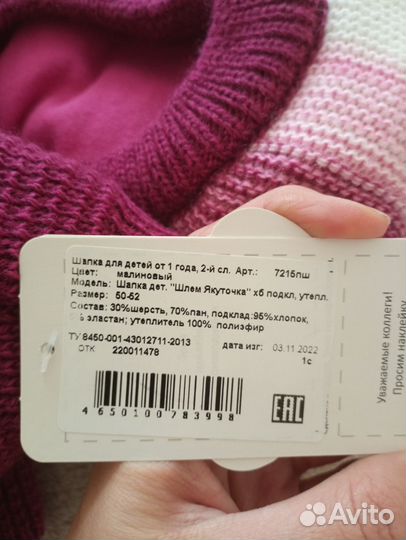 Шапка для детей от 1 года, 2-й сл. Арт.: 7215пш
Цвет: малиновый
Модель: Шапка дет. "Шлем Якуточка" хб подкл, утепл.
Размер: 50-52
Состав: 30%шерсть, 70%пан, подклад:95%хлопок,
% эластан; утеплитель 100% полиэфир
ТУ 8450-001-43012711-2013 дата изг: 03.11.2022
ОТК 220011478 1с
4 650100 783998
EAC
Уважаемые коллеги!
Просим наклейку
Avito